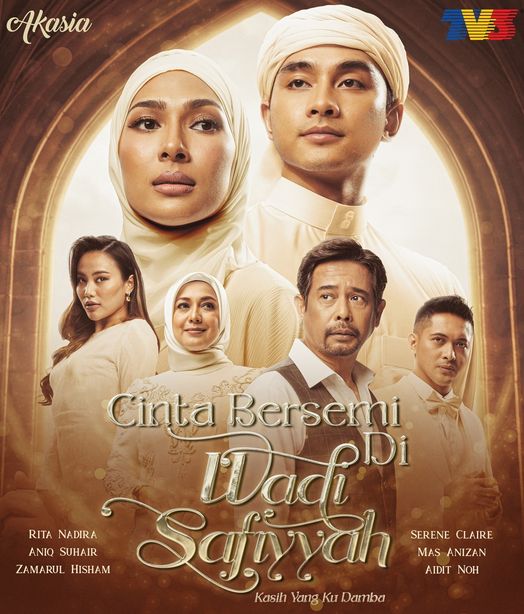 Akasia
TV3
Cinta Bersemi
Di
Wadi
Safiyyah
Rita Nadira
Aniq Suhair
Zamarul Hisham
Serene Claire
Mas Anizan
Aidit Noh
Kasih Yang Ku Damba